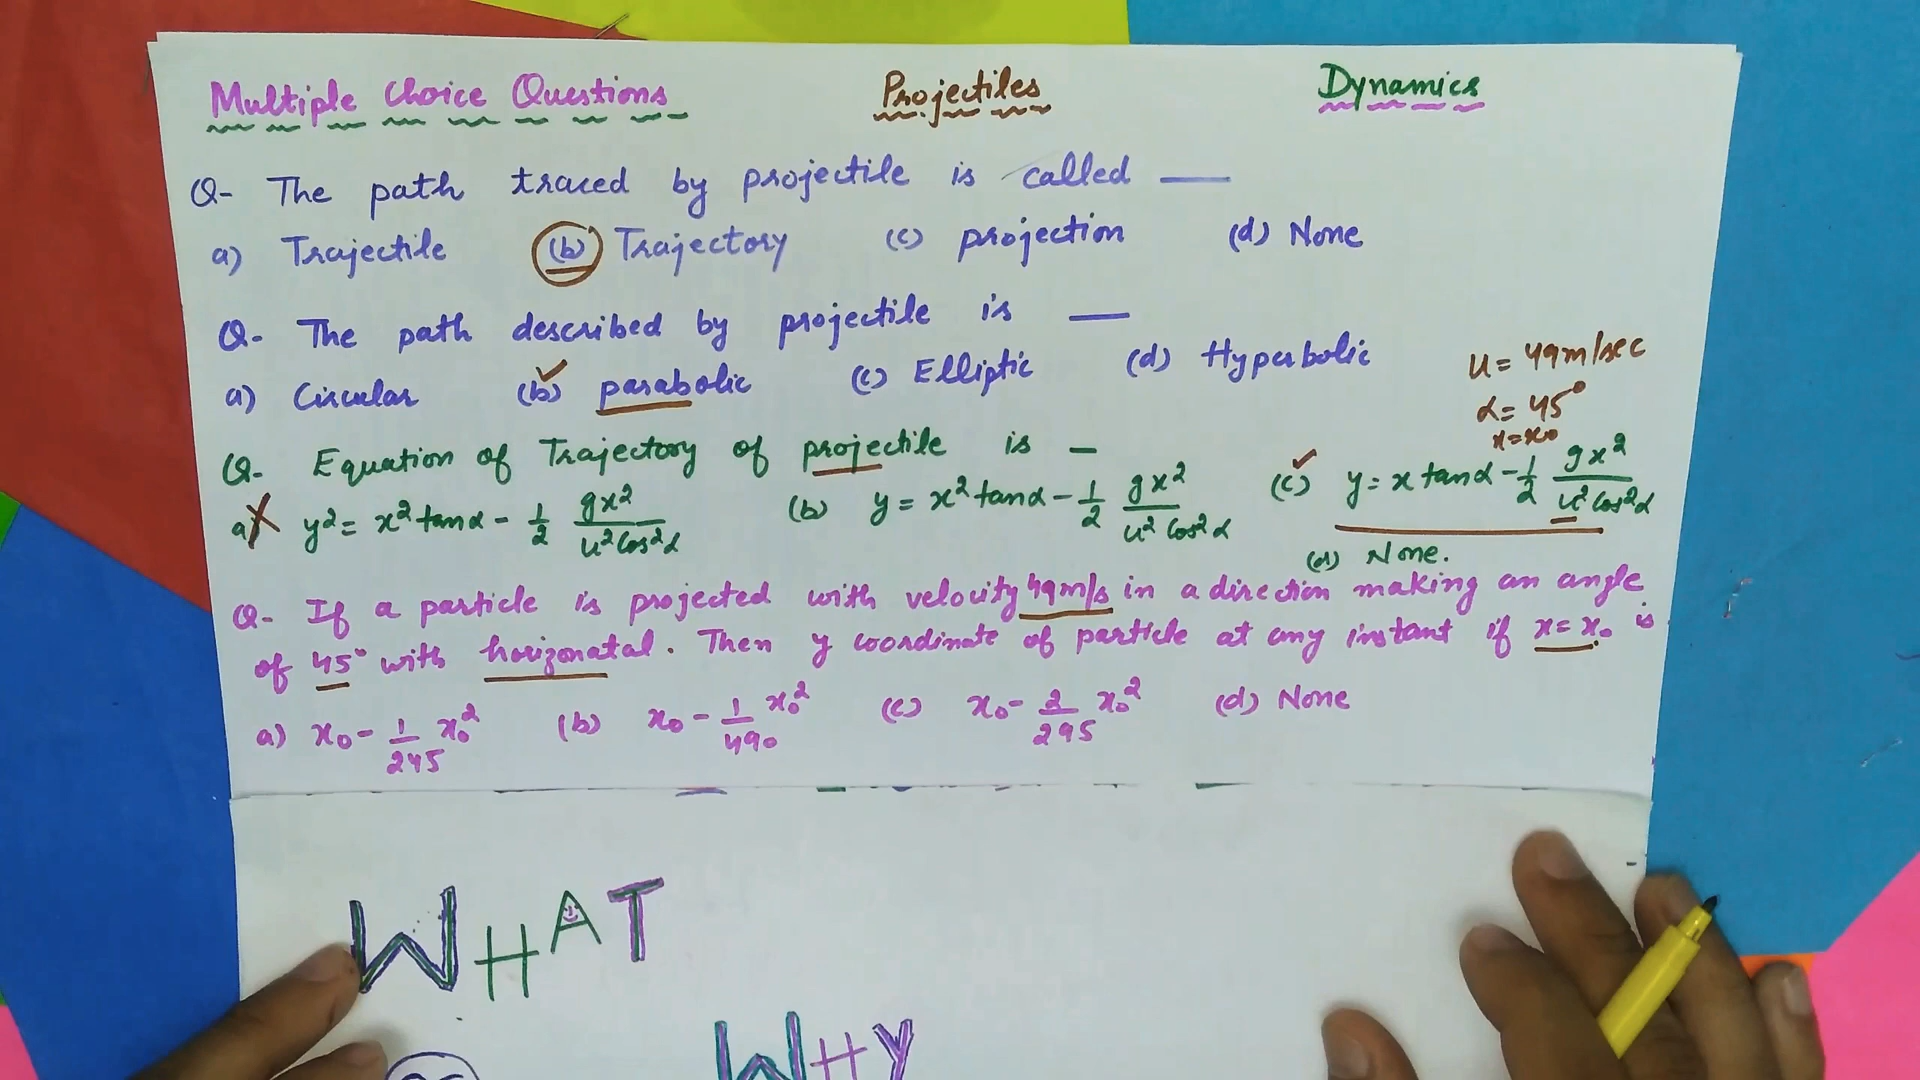 Multiple Choice Questions Projectiles Dynamics
Q- The path traced by projectile is called —
a) Trajectile (b) Trajectory (c) projection (d) None
Q- The path described by projectile is —
a) Circular (b) parabolic (c) Elliptic (d) Hyperbolic
u = 49m/sec
α = 45°
x = x₀
Q- Equation of Trajectory of projectile is —
a) y² = x² tanα - 1/2 gx²/u²cos²α (b) y = x² tanα - 1/2 gx²/u² cos²α (c) y = x tanα - 1/2 gx²/u² cos²α
(d) None.
Q- If a particle is projected with velocity 49m/s in a direction making an angle
of 45° with horizonatal. Then y coordinate of particle at any instant if x = x₀ is
a) x₀ - 1/245 x₀² (b) x₀ - 1/490 x₀² (c) x₀ - 2/295 x₀² (d) None
WHAT
WHY